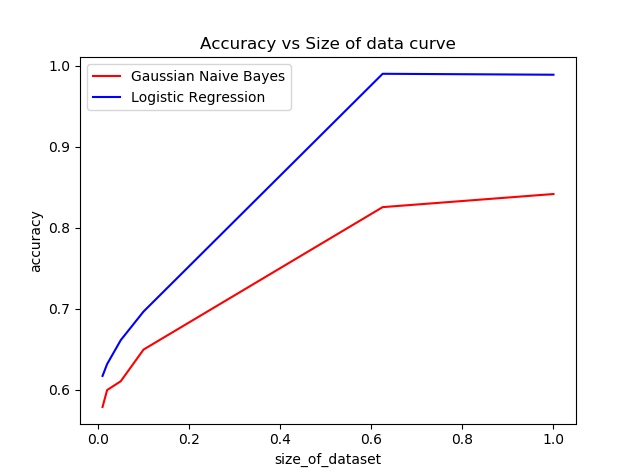 Accuracy vs Size of data curve
Gaussian Naive Bayes
Logistic Regression
1.0
0.9
0.8
0.7
0.6
accuracy
0.0 0.2 0.4 0.6 0.8 1.0
size_of_dataset